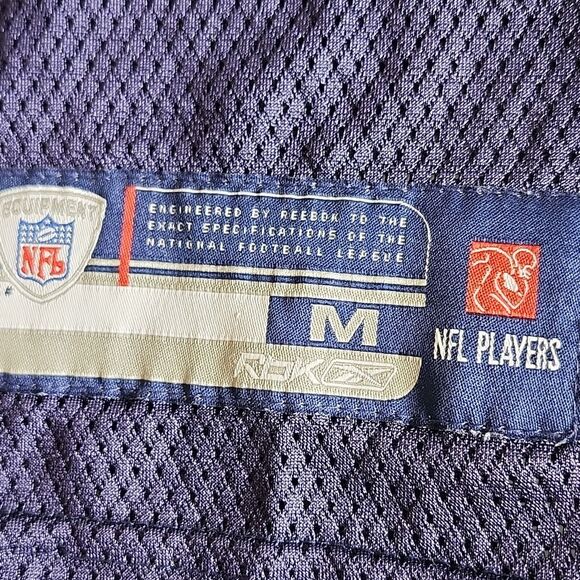 EQUIPMENT
NFL
ENGINEERED BY REEBOK TO THE
EXACT SPECIFICATIONS OF THE
NATIONAL FOOTBALL LEAGUE
M
RBK
NFL PLAYERS